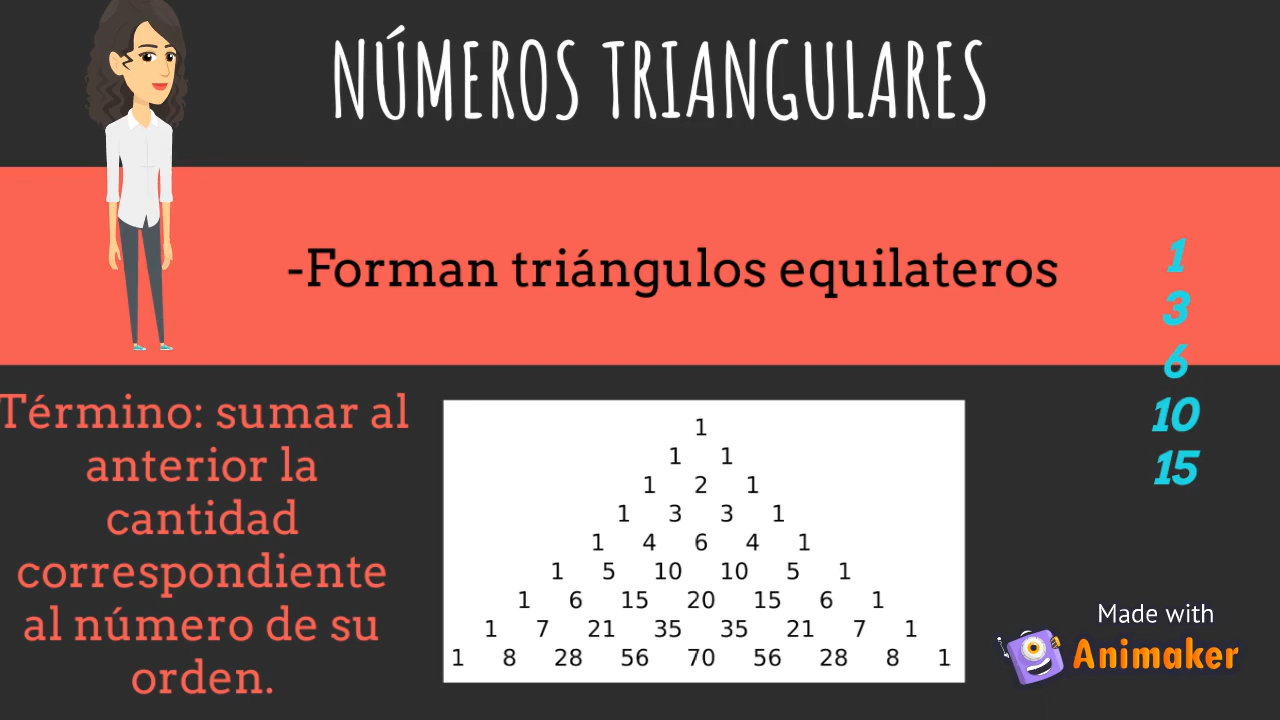 NÚMEROS TRIANGULARES
-Forman triángulos equilateros
1
3
6
10
15
Término: sumar al
anterior la
cantidad
correspondiente
al número de su
orden.
1
1 1
1 2 1
1 3 3 1
1 4 6 4 1
1 5 10 10 5 1
1 6 15 20 15 6 1
1 7 21 35 35 21 7 1
1 8 28 56 70 56 28 8 1
Made with
Animaker